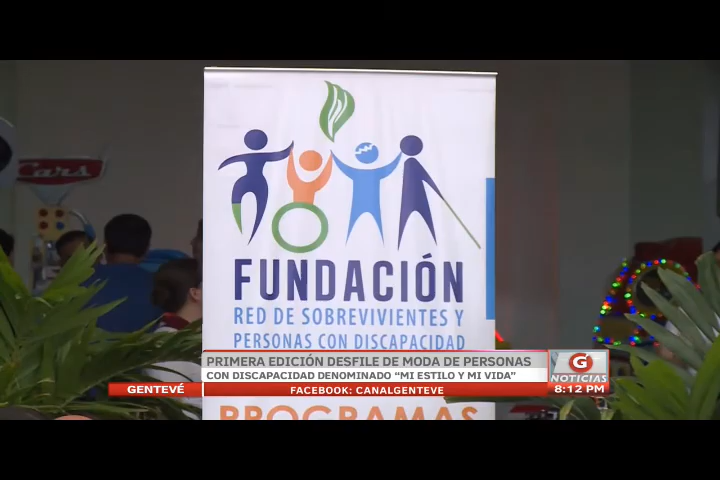 Cars
FUNDACIÓN
RED DE SOBREVIVIENTES Y
PERSONAS CON DISCAPACIDAD
PRIMERA EDICIÓN DESFILE DE MODA DE PERSONAS
CON DISCAPACIDAD DENOMINADO “MI ESTILO Y MI VIDA”
G
NOTICIAS
GENTEVÉ
FACEBOOK: CANALGENTEVE
8:12 PM
PROGRAMAS